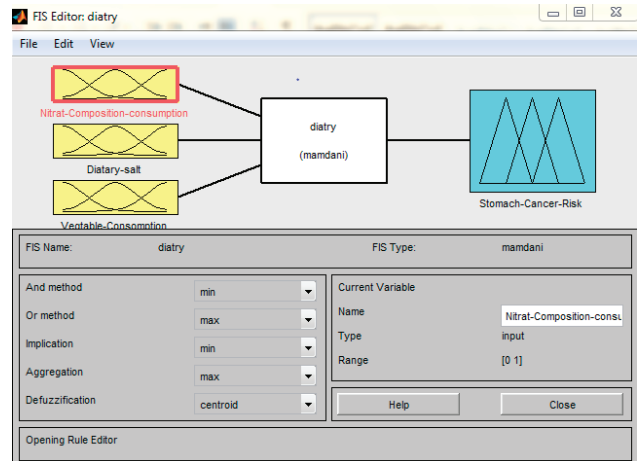 FIS Editor: diatry
File Edit View
Nitrat-Composition-consumption
Diatary-salt
Vegtable-Consomption
diatry
(mamdani)
Stomach-Cancer-Risk
FIS Name: diatry FIS Type: mamdani
And method min
Or method max
Implication min
Aggregation max
Defuzzification centroid
Current Variable
Name Nitrat-Composition-consu
Type input
Range [0 1]
Help Close
Opening Rule Editor